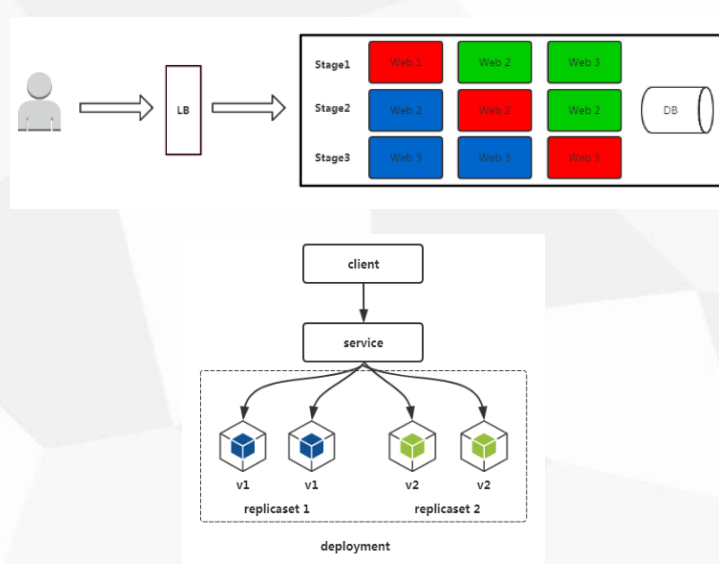 Stage1 Web 1 Web 2 Web 3
LB
Stage2 Web 2 Web 2 Web 2 DB
Stage3 Web 3 Web 3 Web 3
client
service
v1 v1 v2 v2
replicaset 1 replicaset 2
deployment